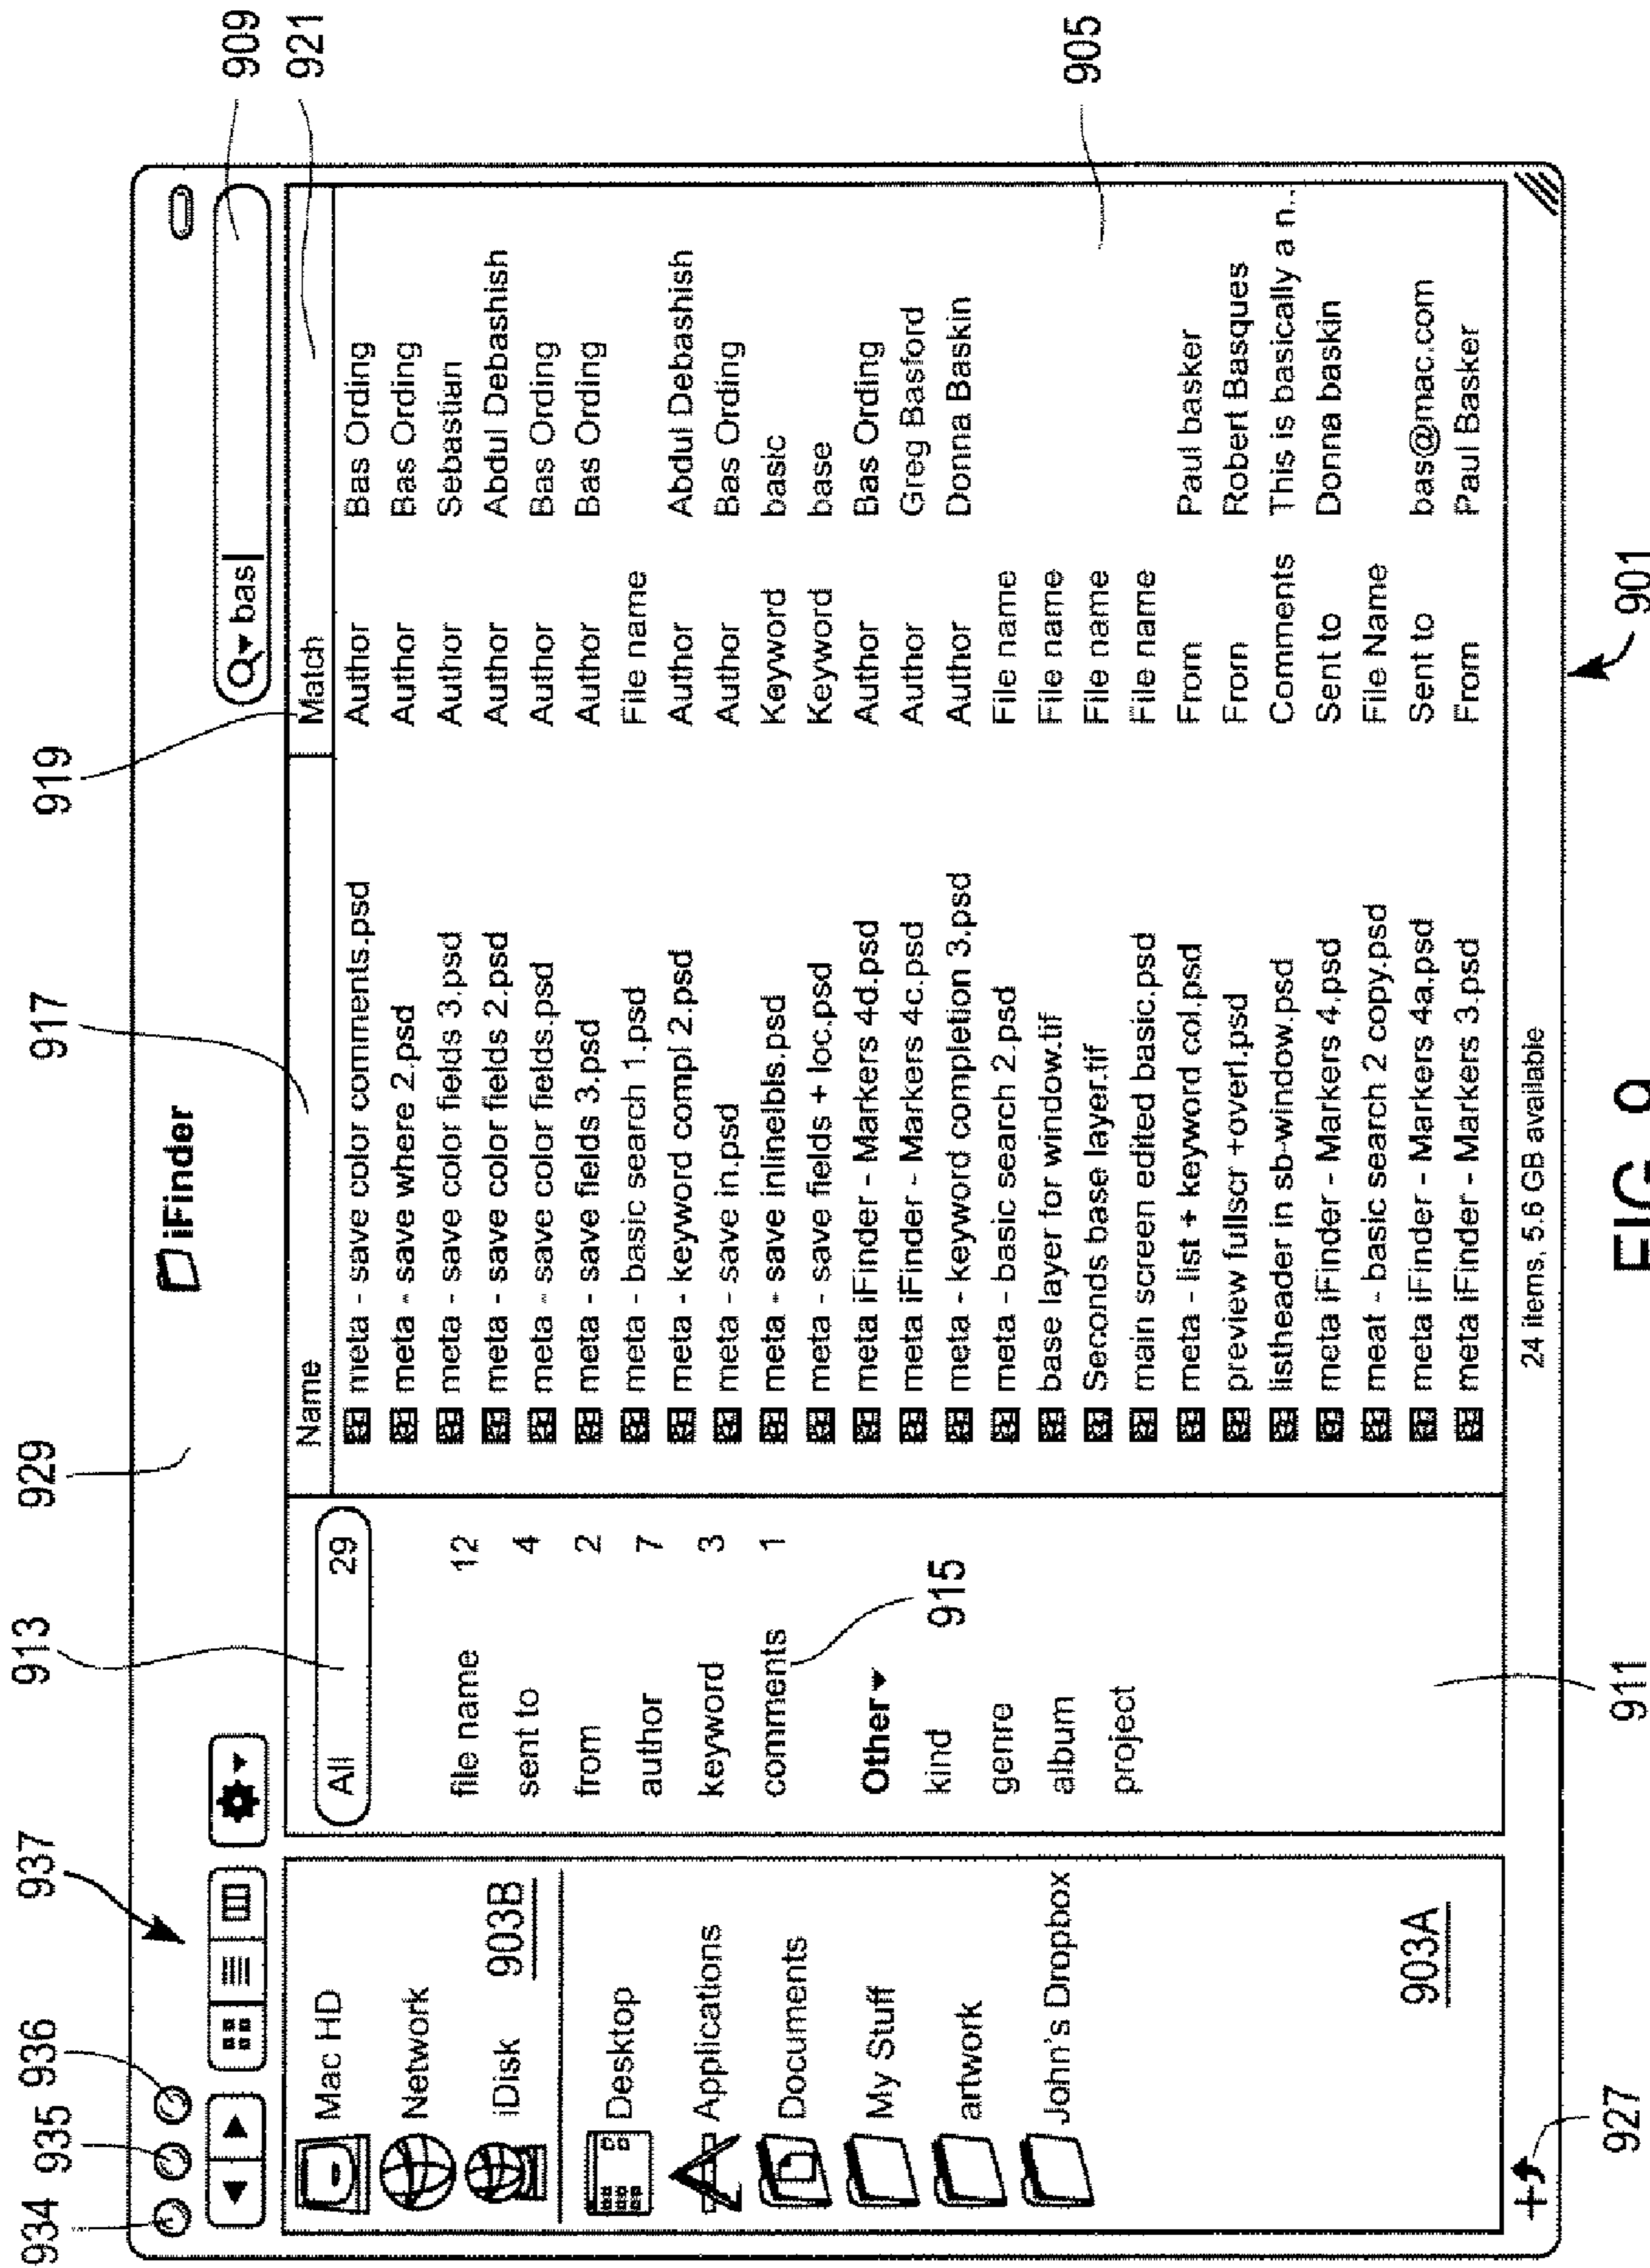 934 935 936 937 913 929 917 919
909
921
905
iFinder
bas
Mac HD
Network
iDisk
903B
Desktop
Applications
Documents
My Stuff
artwork
John's Dropbox
903A
All 29
file name 12
sent to 4
from 2
author 7
keyword 3
comments 1
915
Other
kind
genre
album
project
Name Match
meta - save color comments.psd Author Bas Ording
meta - save where 2.psd Author Bas Ording
meta - save color fields 3.psd Author Sebastian
meta - save color fields 2.psd Author Abdul Debashish
meta - save color fields.psd Author Bas Ording
meta - save fields 3.psd Author Bas Ording
meta - basic search 1.psd File name
meta - keyword compl 2.psd Author Abdul Debashish
meta - save in.psd Author Bas Ording
meta - save inlinelbls.psd Keyword basic
meta - save fields + loc.psd Keyword base
meta iFinder - Markers 4d.psd Author Bas Ording
meta iFinder - Markers 4c.psd Author Greg Basford
meta - keyword completion 3.psd Author Donna Baskin
meta - basic search 2.psd File name
base layer for window.tif File name
Seconds base layer.tif File name
main screen edited basic.psd File name
meta - list + keyword col.psd From Paul basker
preview fullscr +overl.psd From Robert Basques
listheader in sb-window.psd Comments This is basically a n..
meta iFinder - Markers 4.psd Sent to Donna baskin
meat - basic search 2 copy.psd File Name
meta iFinder - Markers 4a.psd Sent to bas@mac.com
meta iFinder - Markers 3.psd From Paul Basker
24 items, 5.6 GB available
927 911 901
FIG. 9